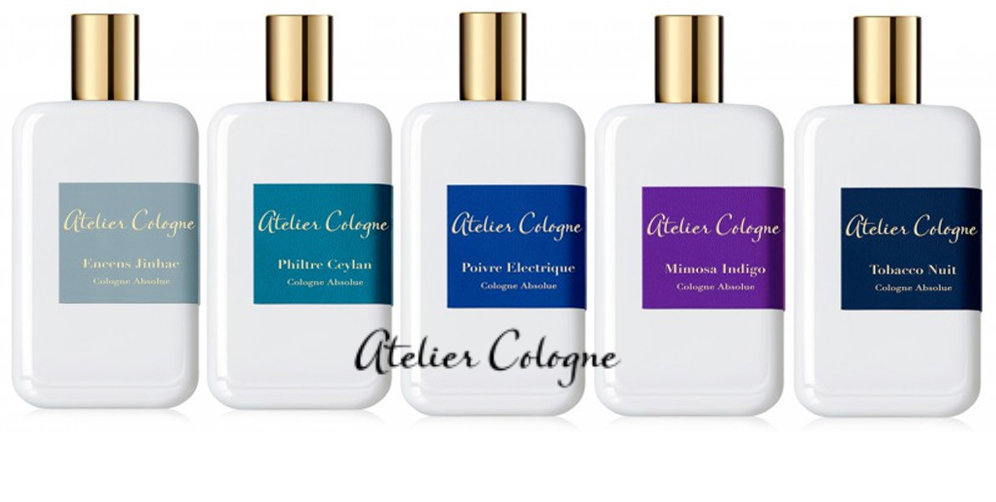 Atelier Cologne
Encens Jinhae
Cologne Absolue
Atelier Cologne
Philtre Ceylan
Cologne Absolue
Atelier Cologne
Poivre Electrique
Cologne Absolue
Atelier Cologne
Mimosa Indigo
Cologne Absolue
Atelier Cologne
Tobacco Nuit
Cologne Absolue
Atelier Cologne